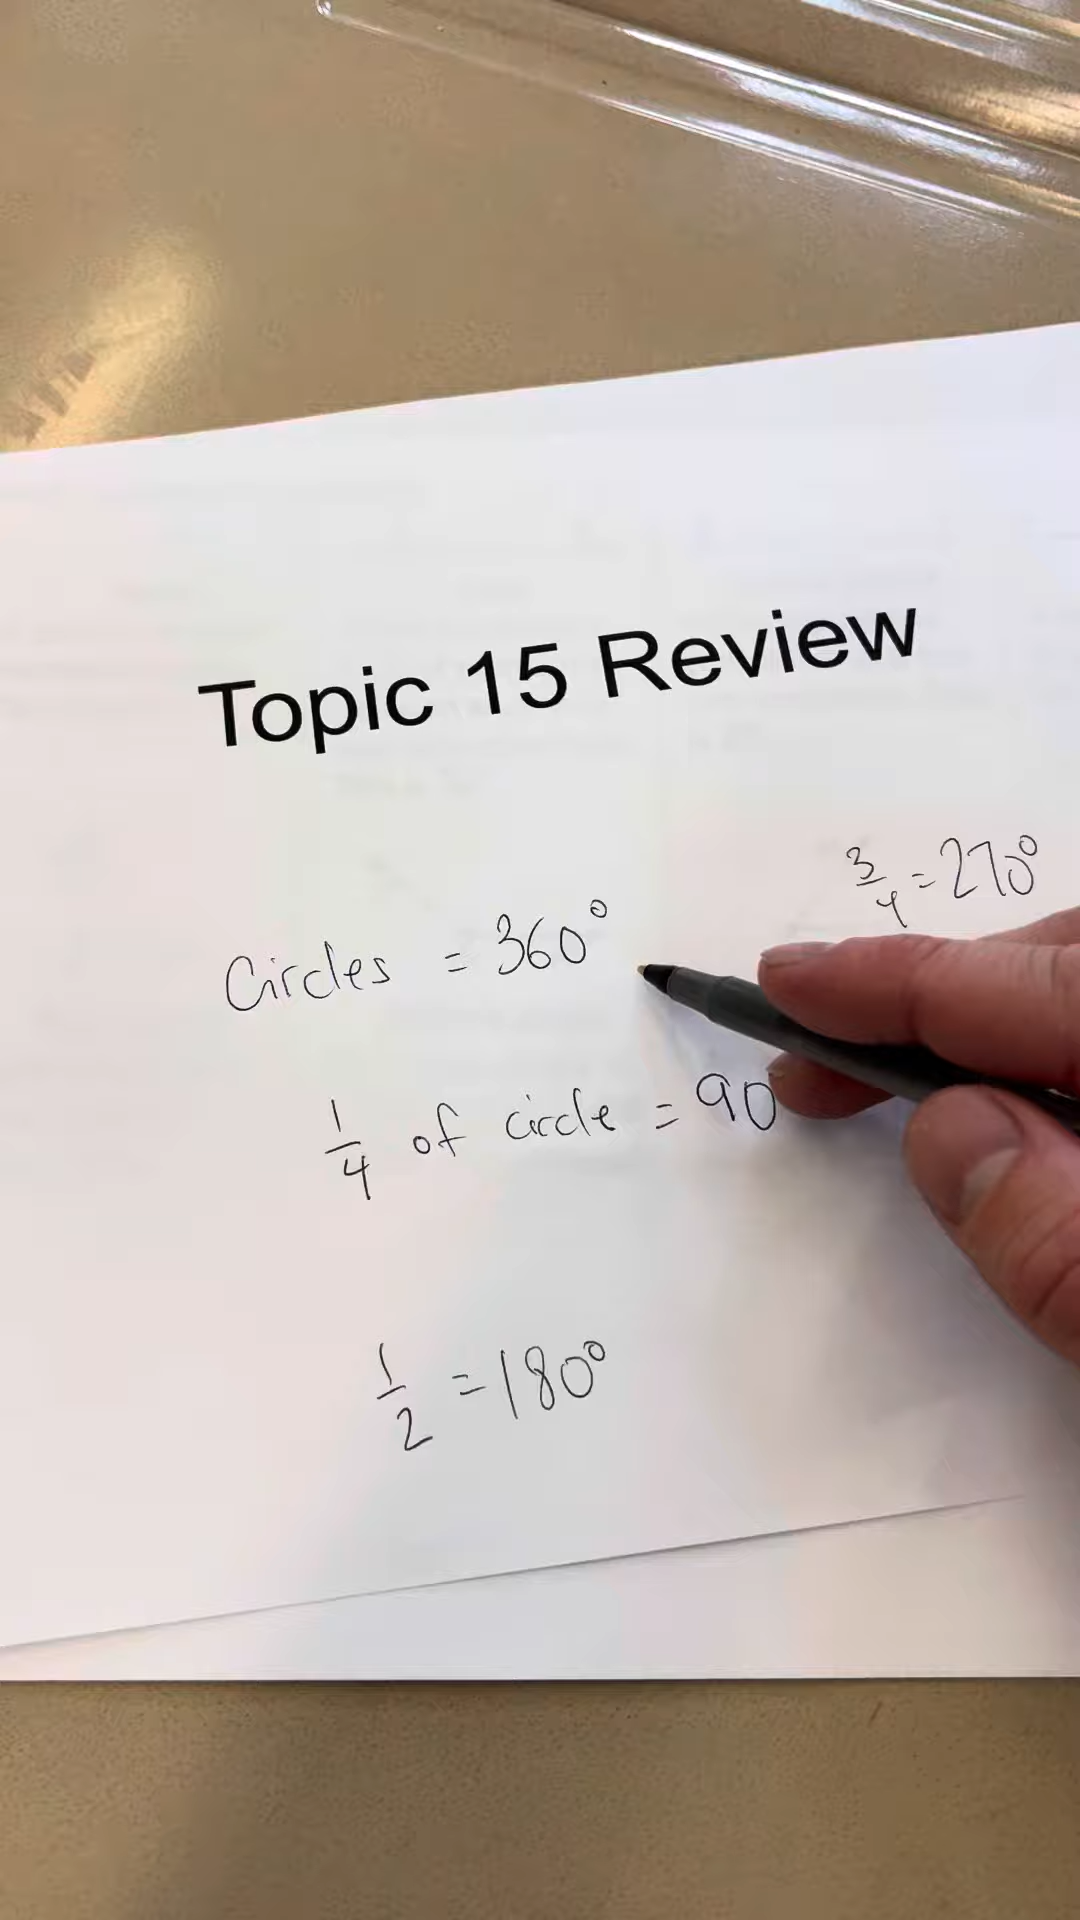 Topic 15 Review
3/4 = 270°
Circles = 360°
1/4 of circle = 90
1/2 = 180°